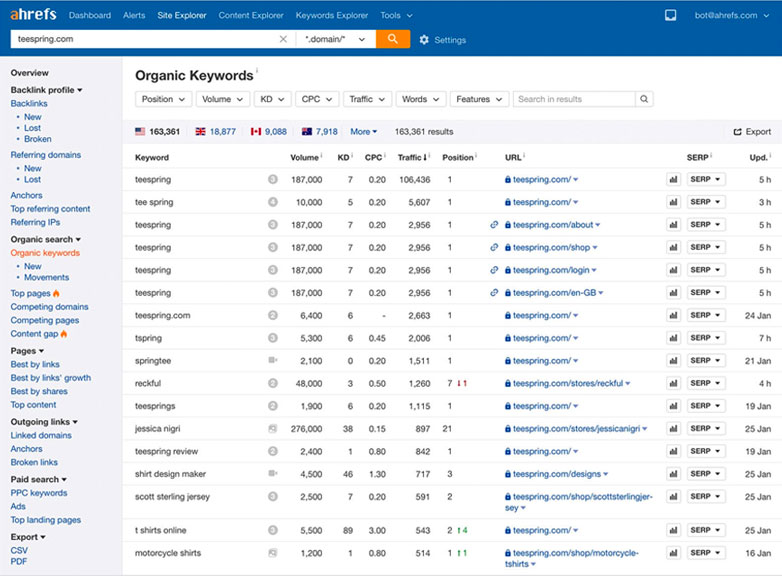 ahrefs Dashboard Alerts Site Explorer Content Explorer Keywords Explorer Tools bot@ahrefs.com
teespring.com *.domain/* Settings
Overview
Backlink profile
Backlinks
New
Lost
Broken
Referring domains
New
Lost
Anchors
Top referring content
Referring IPs
Organic search
Organic keywords
New
Movements
Top pages
Competing domains
Competing pages
Content gap
Pages
Best by links
Best by links' growth
Best by shares
Top content
Outgoing links
Linked domains
Anchors
Broken links
Paid search
PPC keywords
Ads
Top landing pages
Export
CSV
PDF
Organic Keywords i
Position Volume KD CPC Traffic Words Features Search in results
163,361 18,877 9,088 7,918 More 163,361 results Export
Keyword Volume i KD i CPC i Traffic i Position i URL i SERP i Upd. i
teespring 3 187,000 7 0.20 106,436 1 teespring.com/ SERP 5 h
tee spring 4 10,000 5 0.20 5,607 1 teespring.com/ SERP 3 h
teespring 3 187,000 7 0.20 2,956 1 teespring.com/about SERP 5 h
teespring 3 187,000 7 0.20 2,956 1 teespring.com/shop SERP 5 h
teespring 3 187,000 7 0.20 2,956 1 teespring.com/login SERP 5 h
teespring 3 187,000 7 0.20 2,956 1 teespring.com/en-GB SERP 5 h
teespring.com 2 6,400 6 - 2,663 1 teespring.com/ SERP 24 Jan
tspring 3 5,300 6 0.45 2,006 1 teespring.com/ SERP 7 h
springtee 2,100 0 0.20 1,511 1 teespring.com/ SERP 21 Jan
reckful 2 48,000 3 0.50 1,260 7 ↓1 teespring.com/stores/reckful SERP 4 h
teesprings 2 1,900 6 0.20 1,115 1 teespring.com/ SERP 19 Jan
jessica nigri 276,000 38 0.15 897 21 teespring.com/stores/jessicanigri SERP 25 Jan
teespring review 2 2,400 1 0.80 842 1 teespring.com/ SERP 19 Jan
shirt design maker 4,500 46 1.30 717 3 teespring.com/designs SERP 25 Jan
scott sterling jersey 3 2,500 7 0.20 591 2 teespring.com/shop/scottsterlingjer- SERP 25 Jan
sey
t shirts online 3 5,500 89 3.00 543 2 ↑4 teespring.com/ SERP 25 Jan
motorcycle shirts 1,200 1 0.80 514 1 ↑1 teespring.com/shop/motorcycle- SERP 16 Jan
tshirts